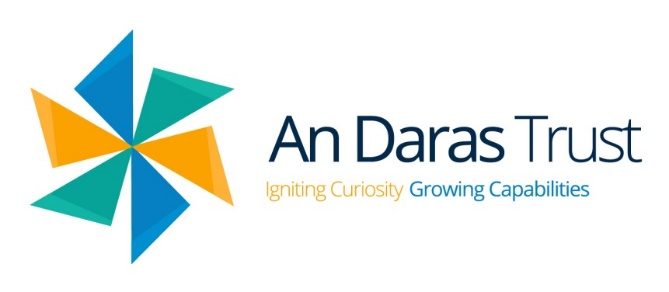 An Daras Trust
Igniting Curiosity Growing Capabilities